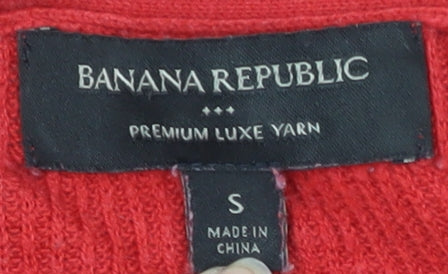 BANANA REPUBLIC
PREMIUM LUXE YARN
S
MADE IN
CHINA